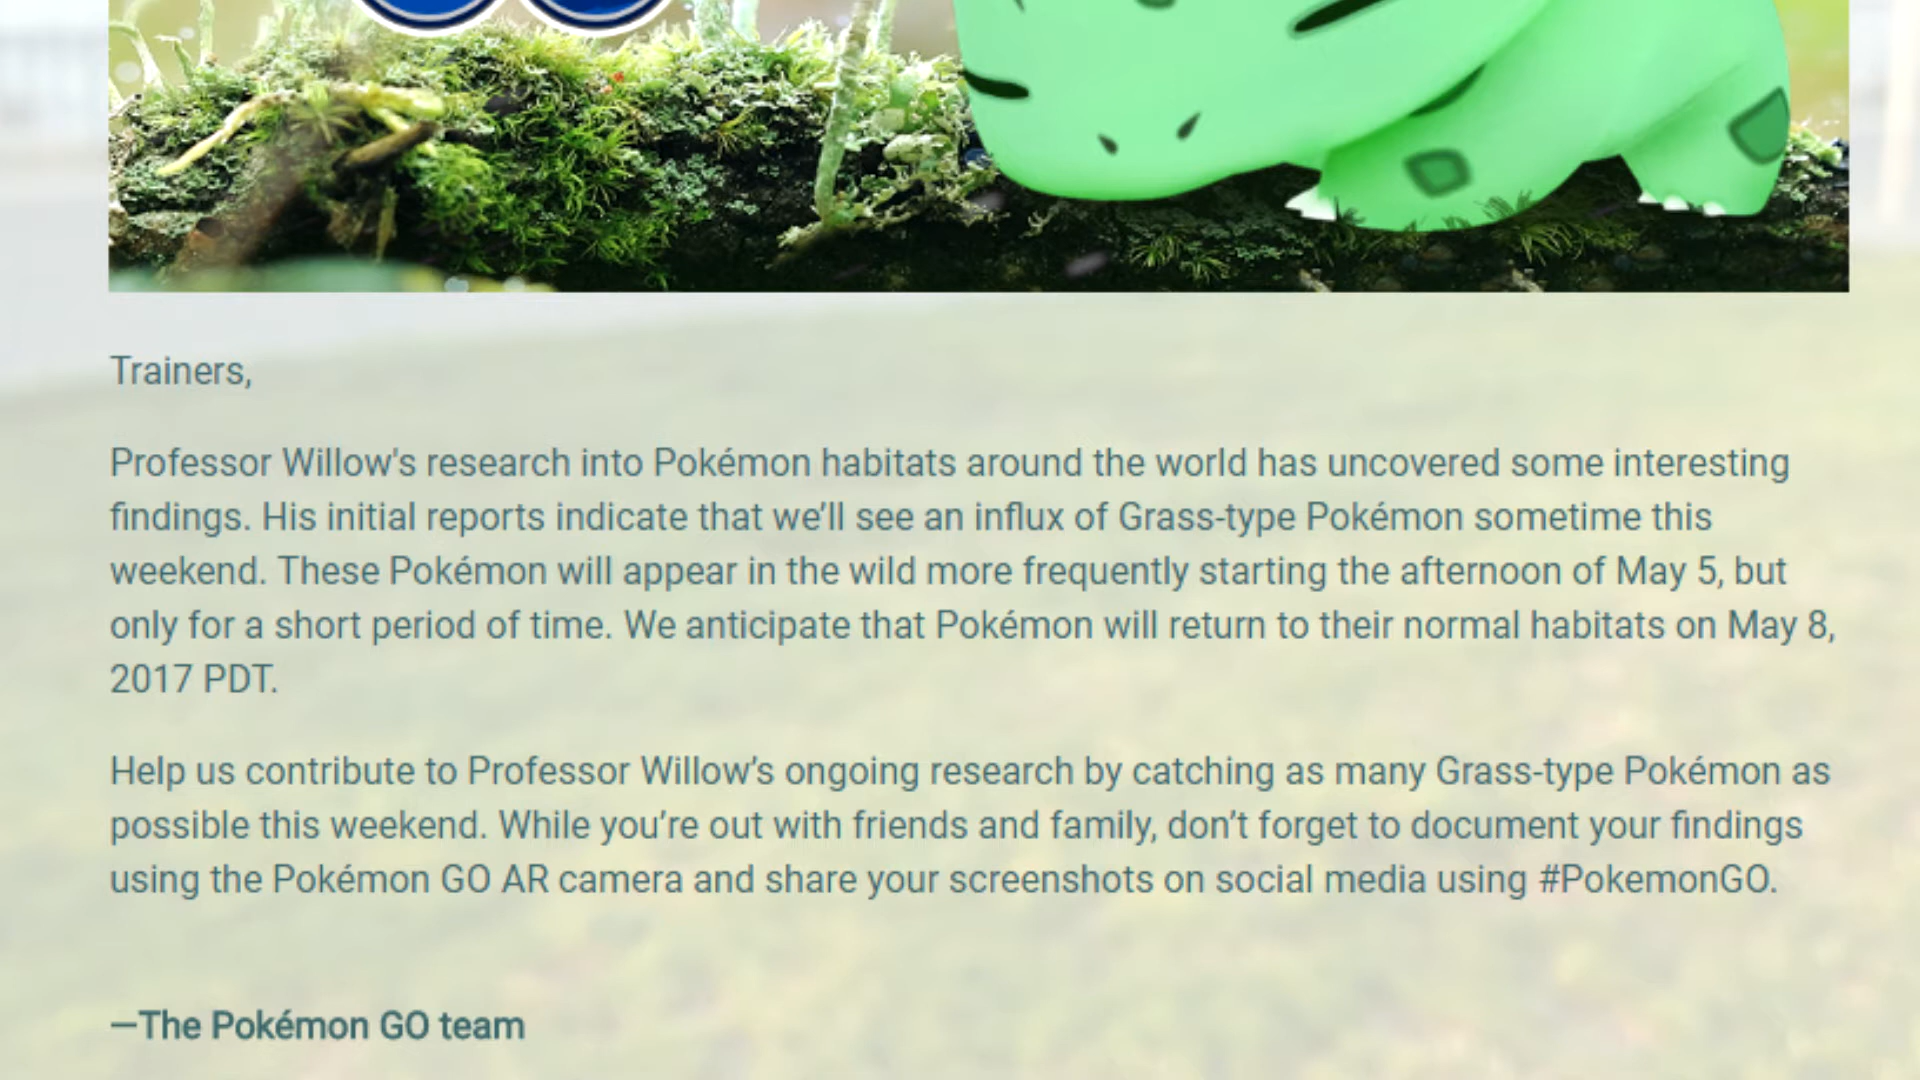 Trainers,
Professor Willow's research into Pokémon habitats around the world has uncovered some interesting
findings. His initial reports indicate that we’ll see an influx of Grass-type Pokémon sometime this
weekend. These Pokémon will appear in the wild more frequently starting the afternoon of May 5, but
only for a short period of time. We anticipate that Pokémon will return to their normal habitats on May 8,
2017 PDT.
Help us contribute to Professor Willow’s ongoing research by catching as many Grass-type Pokémon as
possible this weekend. While you’re out with friends and family, don’t forget to document your findings
using the Pokémon GO AR camera and share your screenshots on social media using #PokemonGO.
—The Pokémon GO team